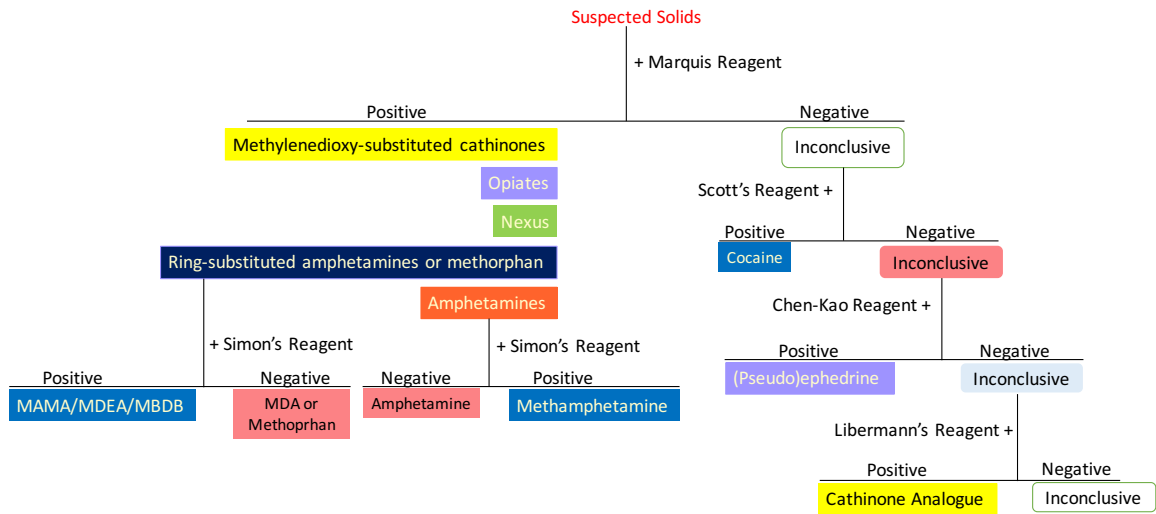 Suspected Solids
+ Marquis Reagent
Positive
Negative
Methylenedioxy-substituted cathinones
Inconclusive
Opiates
Scott's Reagent +
Nexus
Positive
Negative
Ring-substituted amphetamines or methorphan
Cocaine
Inconclusive
Amphetamines
Chen-Kao Reagent +
+ Simon's Reagent
+ Simon's Reagent
Positive
Negative
Positive
Negative
Negative
Positive
(Pseudo)ephedrine
Inconclusive
MAMA/MDEA/MBDB
MDA or
Methoprhan
Amphetamine
Methamphetamine
Libermann's Reagent +
Positive
Negative
Cathinone Analogue
Inconclusive